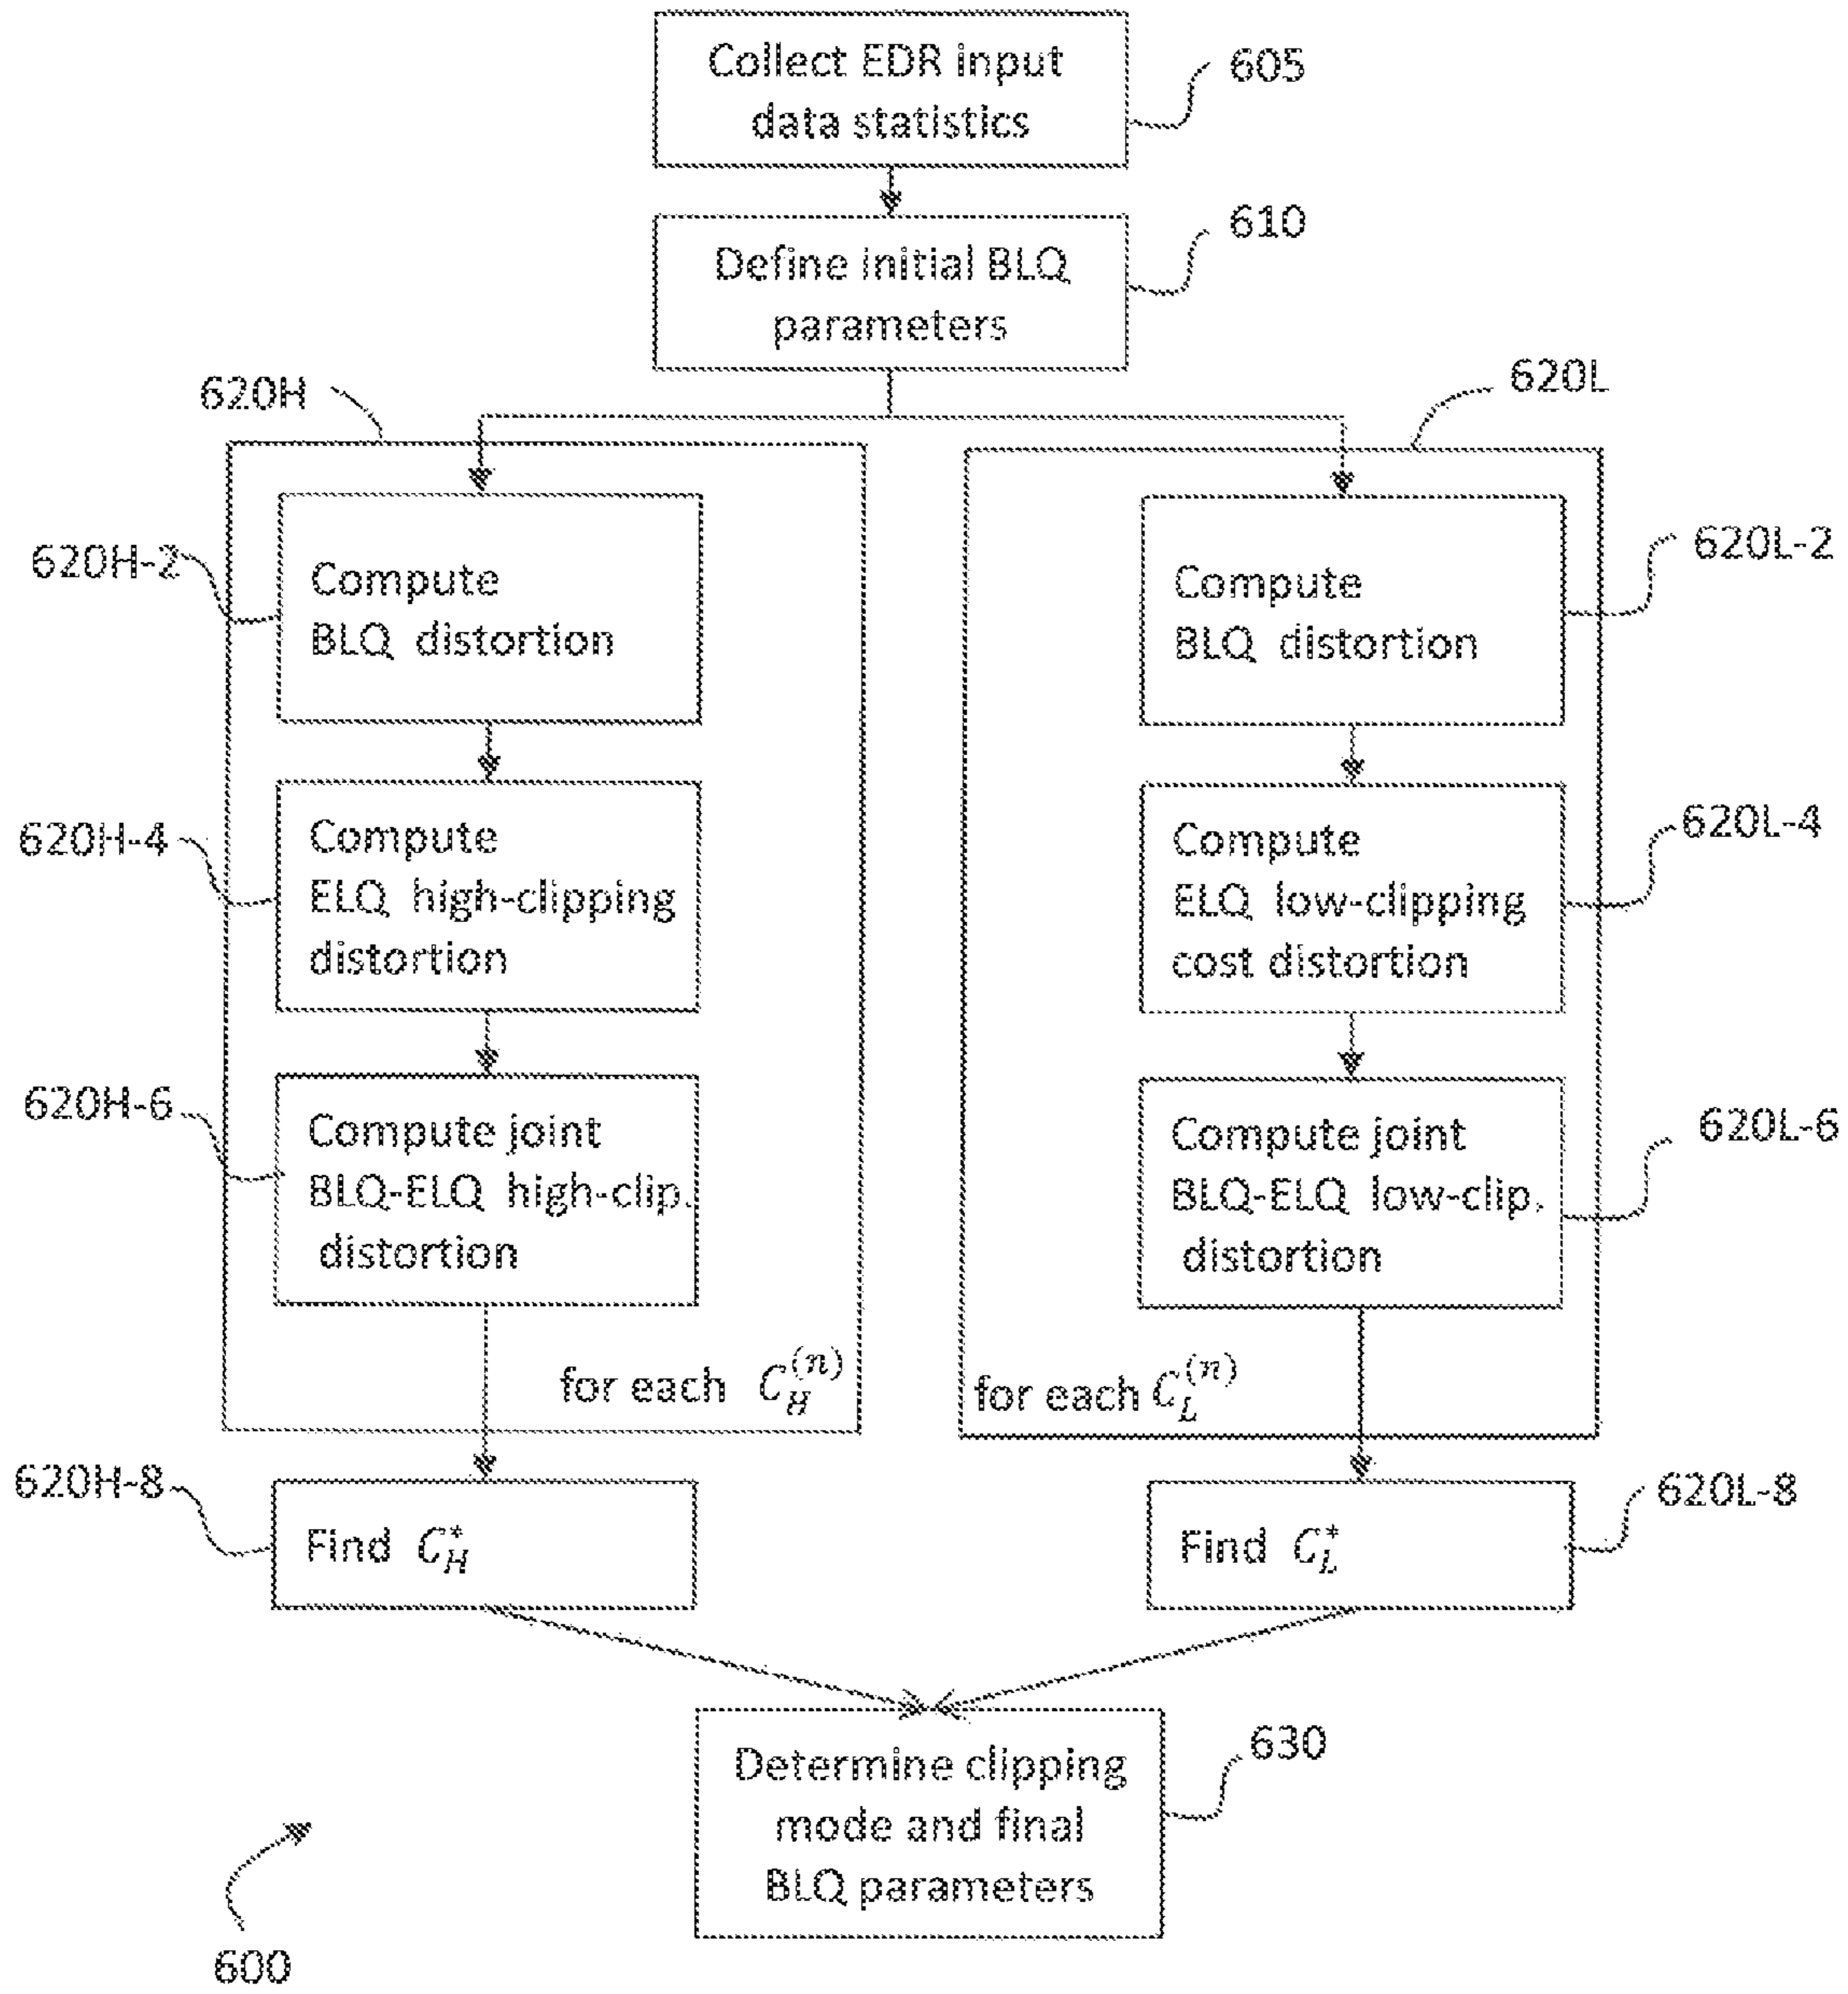 Collect EDR input
data statistics
605
Define initial BLQ
parameters
610
620H
620L
620H-2
Compute
BLQ distortion
Compute
BLQ distortion
620L-2
620H-4
Compute
ELQ high-clipping
distortion
Compute
ELQ low-clipping
cost distortion
620L-4
620H-6
Compute joint
BLQ-ELQ high-clip.
distortion
Compute joint
BLQ-ELQ low-clip.
distortion
620L-6
for each C_H^{(n)}
for each C_L^{(n)}
620H-8
Find C_H^*
Find C_L^*
620L-8
Determine clipping
mode and final
BLQ parameters
630
600